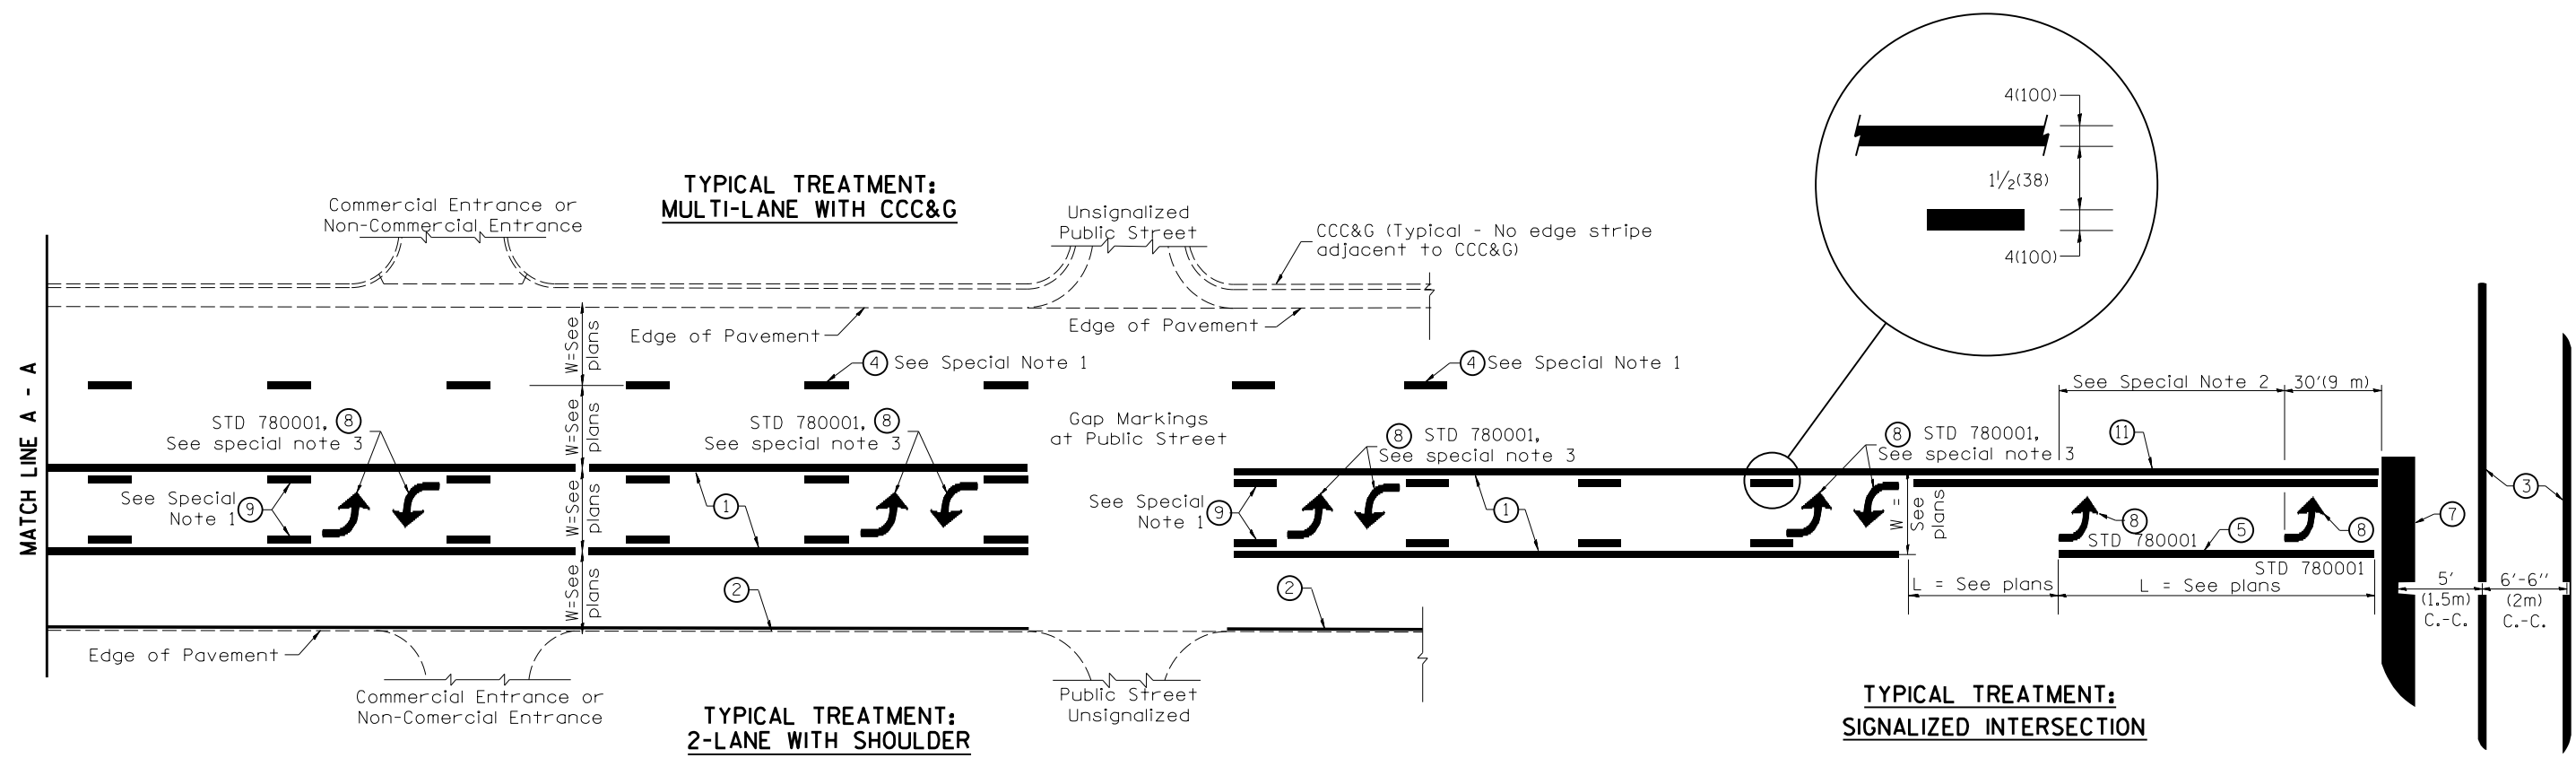 MATCH LINE A - A
TYPICAL TREATMENT:
MULTI-LANE WITH CCC&G
Commercial Entrance or
Non-Commercial Entrance
Unsignalized
Public Street
CCC&G (Typical - No edge stripe
adjacent to CCC&G)
4(100)
1½(38)
4(100)
Edge of Pavement
Edge of Pavement
W=See
plans
4 See Special Note 1
4 See Special Note 1
See Special Note 2
30'(9 m)
STD 780001, 8
See special note 3
W=See
plans
STD 780001, 8
See special note 3
Gap Markings
at Public Street
8 STD 780001,
See special note 3
8 STD 780001,
See special note 3
11
3
See Special
Note 1
9
W=See
plans
1
See Special
Note 1
9
1
W =
See
plans
8
STD 780001
5
8
STD 780001
7
W=See
plans
2
2
L = See plans
L = See plans
5'
(1.5m)
C.-C.
6'-6"
(2m)
C.-C.
Edge of Pavement
Commercial Entrance or
Non-Comercial Entrance
Public Street
Unsignalized
TYPICAL TREATMENT:
2-LANE WITH SHOULDER
TYPICAL TREATMENT:
SIGNALIZED INTERSECTION